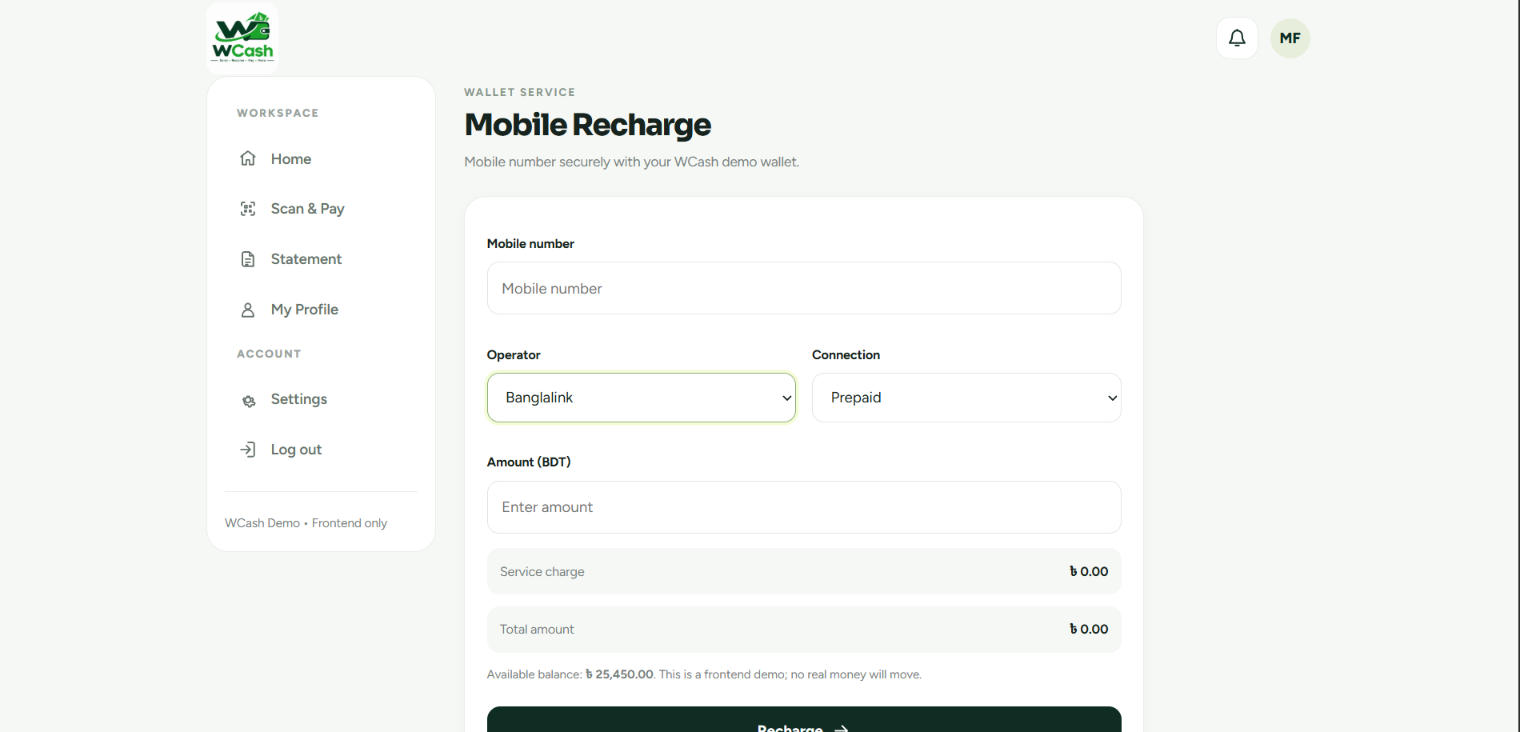 WCash
MF
WORKSPACE
Home
Scan & Pay
Statement
My Profile
ACCOUNT
Settings
Log out
WCash Demo • Frontend only
WALLET SERVICE
Mobile Recharge
Mobile number securely with your WCash demo wallet.
Mobile number
Mobile number
Operator
Connection
Banglalink
Prepaid
Amount (BDT)
Enter amount
Service charge
৳ 0.00
Total amount
৳ 0.00
Available balance: ৳ 25,450.00. This is a frontend demo; no real money will move.
Recharge →